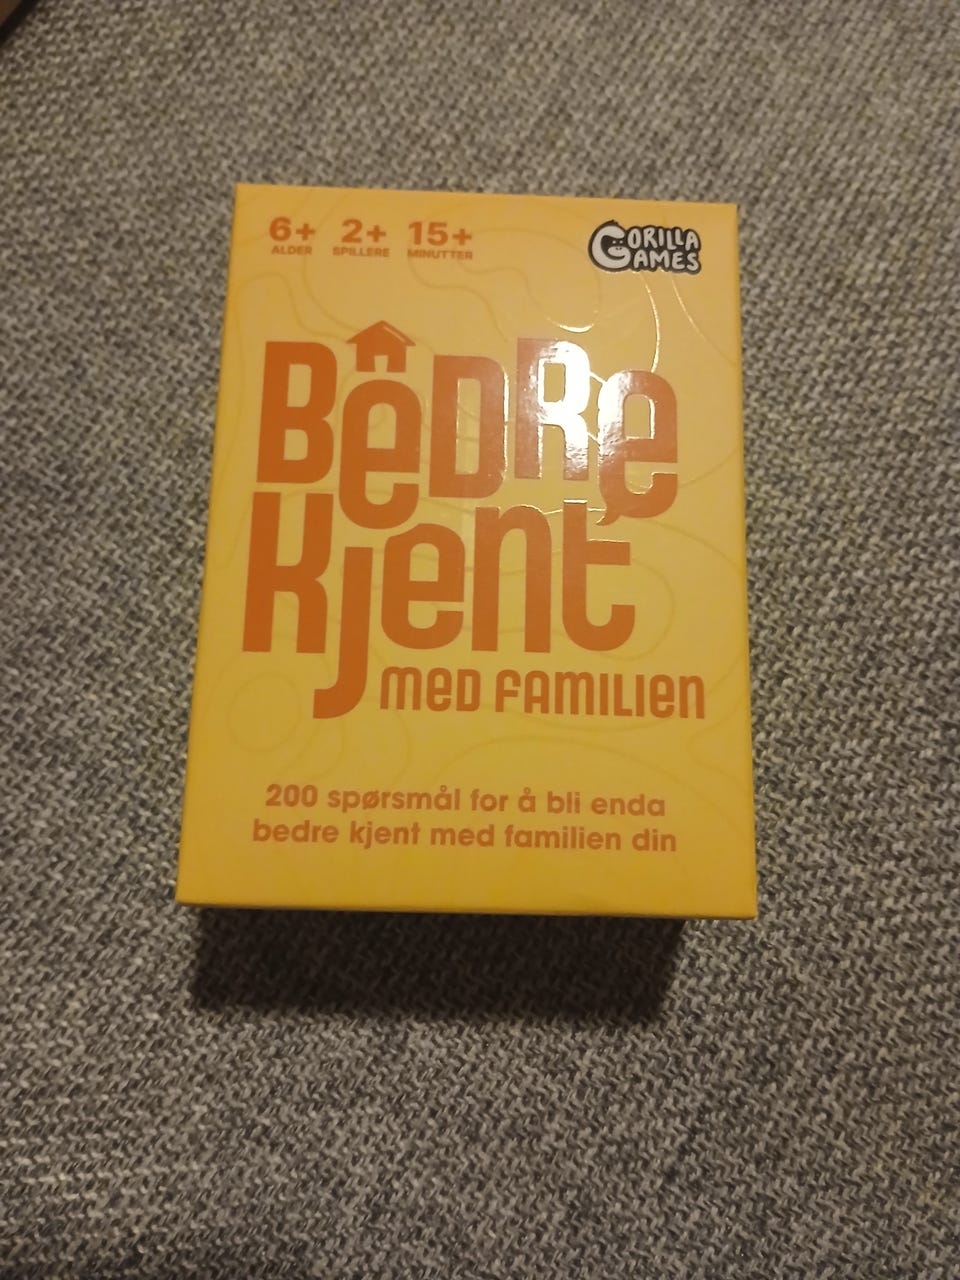 6+ 2+ 15+
ALDER SPILLERE MINUTTER
GORILLA
GAMES
BEDRE
KJENT
MED FAMILIEN
200 spørsmål for å bli enda
bedre kjent med familien din